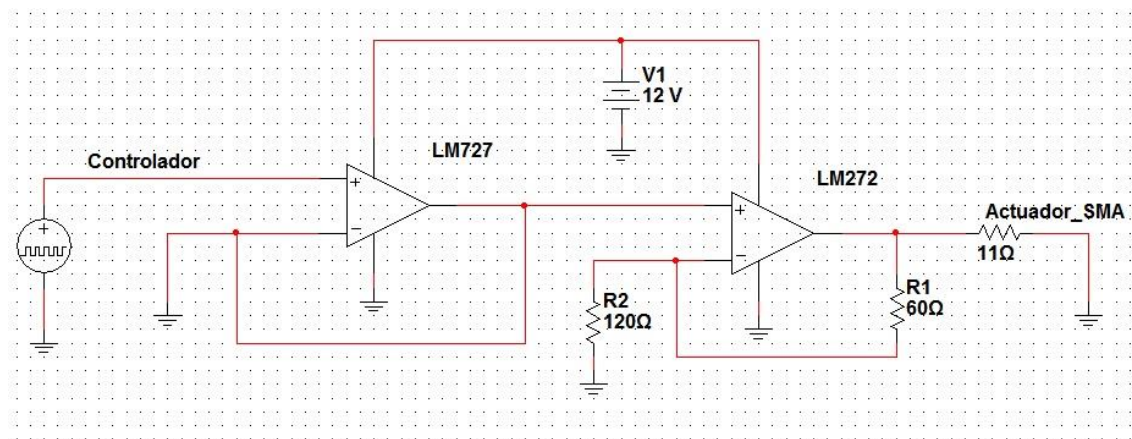 V1
12 V
Controlador
LM727
LM272
Actuador_SMA
11Ω
R2
120Ω
R1
60Ω